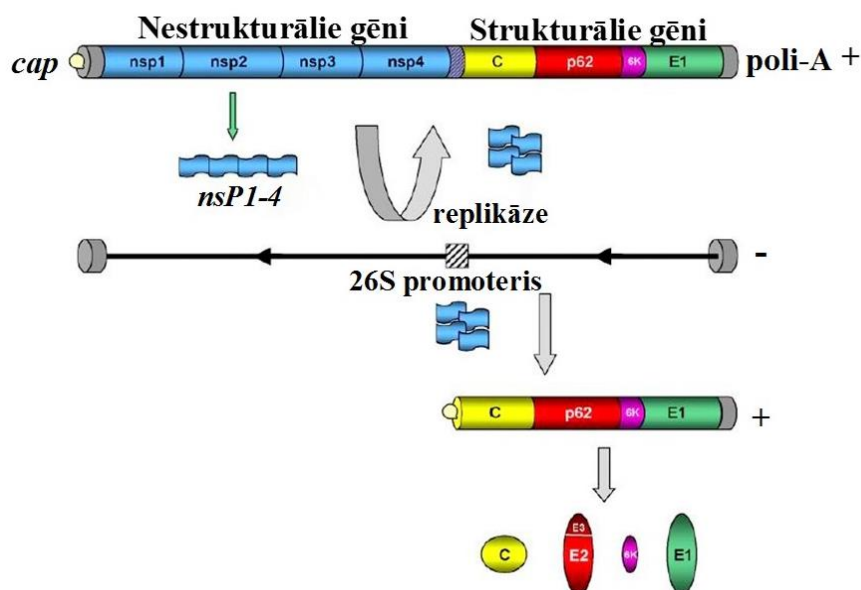 Nestrukturālie gēni Strukturālie gēni
cap nsp1 nsp2 nsp3 nsp4 C p62 6K E1 poli-A +
nsP1-4
replikāze
-
26S promoteris
C p62 6K E1 +
C E3 E2 6K E1